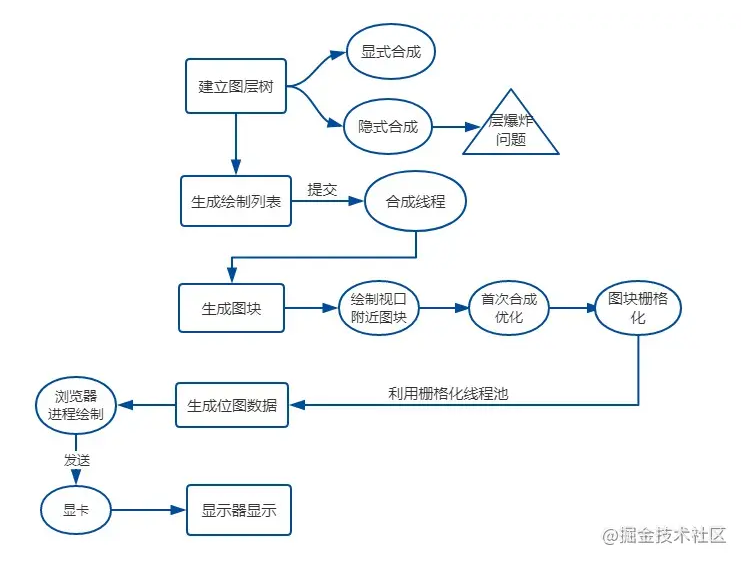 显式合成
建立图层树
隐式合成
层爆炸
问题
生成绘制列表
提交
合成线程
生成图块
绘制视口
附近图块
首次合成
优化
图块栅格
化
利用栅格化线程池
浏览器
进程绘制
生成位图数据
发送
显卡
显示器显示
@掘金技术社区